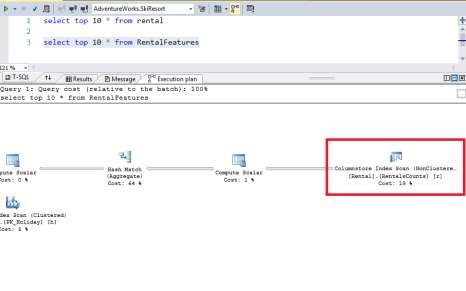 AdventureWorks.SkiResort
1 select top 10 * from rental
2
3 select top 10 * from RentalFeatures
121 %
T-SQL Results Message Execution plan
Query 1: Query cost (relative to the batch): 100%
select top 10 * from RentalFeatures
pute Scalar
Cost: 0 %
Hash Match
(Aggregate)
Cost: 64 %
Compute Scalar
Cost: 1 %
Columnstore Index Scan (NonClustere...
[Rental].[RentalsCounts] [r]
Cost: 19 %
dex Scan (Clustered)
.[PK_Holiday] [h]